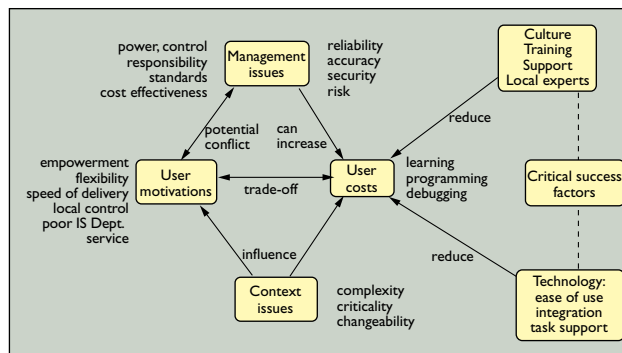 power, control
responsibility
standards
cost effectiveness
Management
issues
reliability
accuracy
security
risk
Culture
Training
Support
Local experts
reduce
potential
conflict
can
increase
empowerment
flexibility
speed of delivery
local control
poor IS Dept.
service
User
motivations
trade-off
User
costs
learning
programming
debugging
Critical success
factors
influence
reduce
Context
issues
complexity
criticality
changeability
Technology:
ease of use
integration
task support